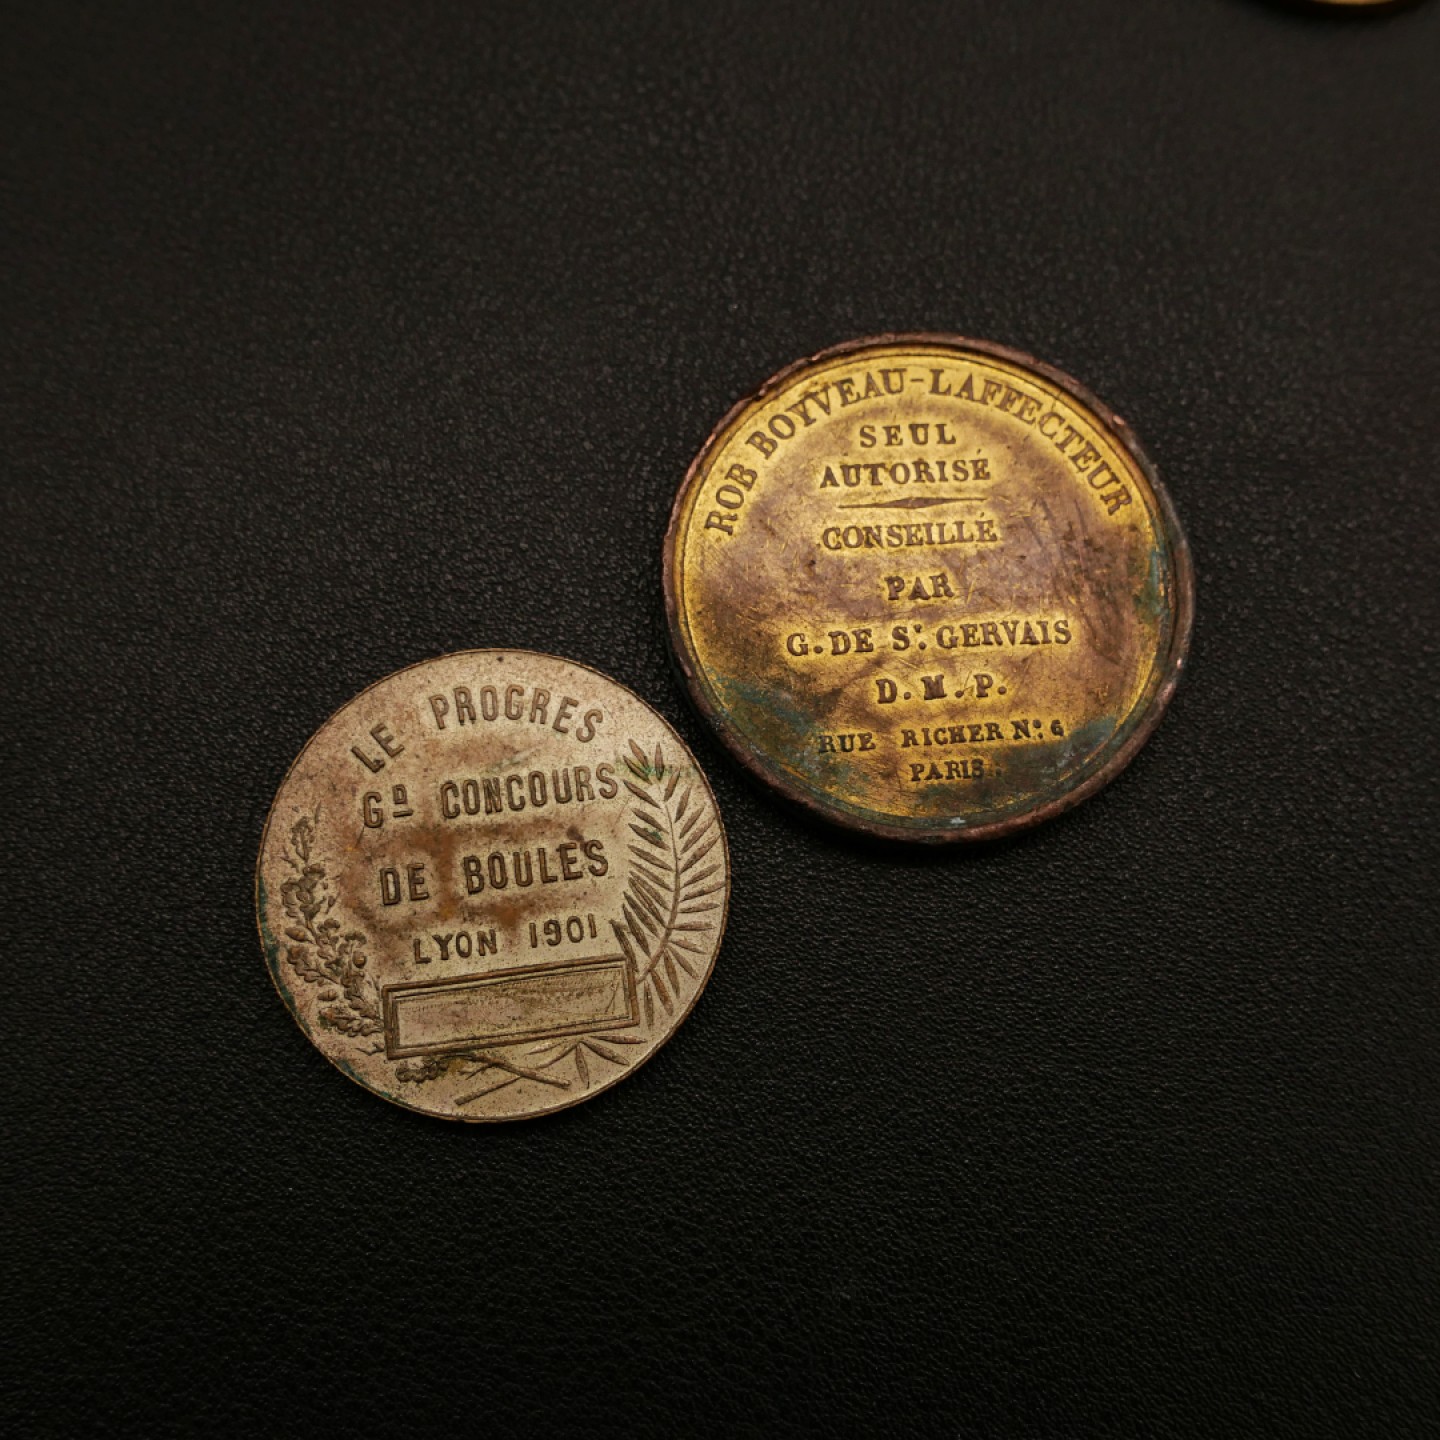 ROB BOYVEAU-LAFFECTEUR
SEUL
AUTORISÉ
CONSEILLÉ
PAR
G. DE ST. GERVAIS
D. M. P.
RUE RICHER No. 6
PARIS.
LE PROGRES
GD CONCOURS
DE BOULES
LYON 1901